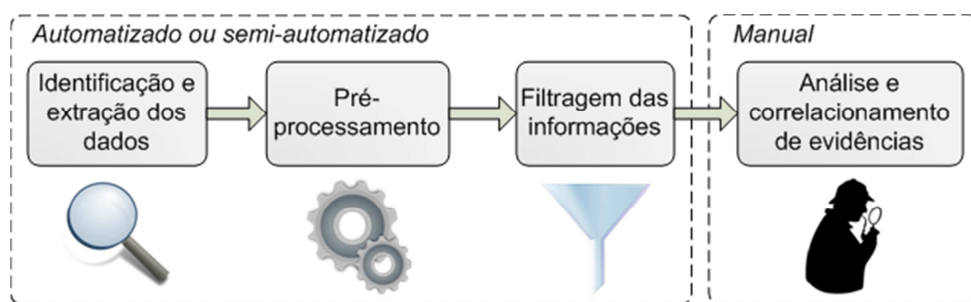 Automatizado ou semi-automatizado
Identificação e
extração dos
dados
Pré-
processamento
Filtragem das
informações
Manual
Análise e
correlacionamento
de evidências